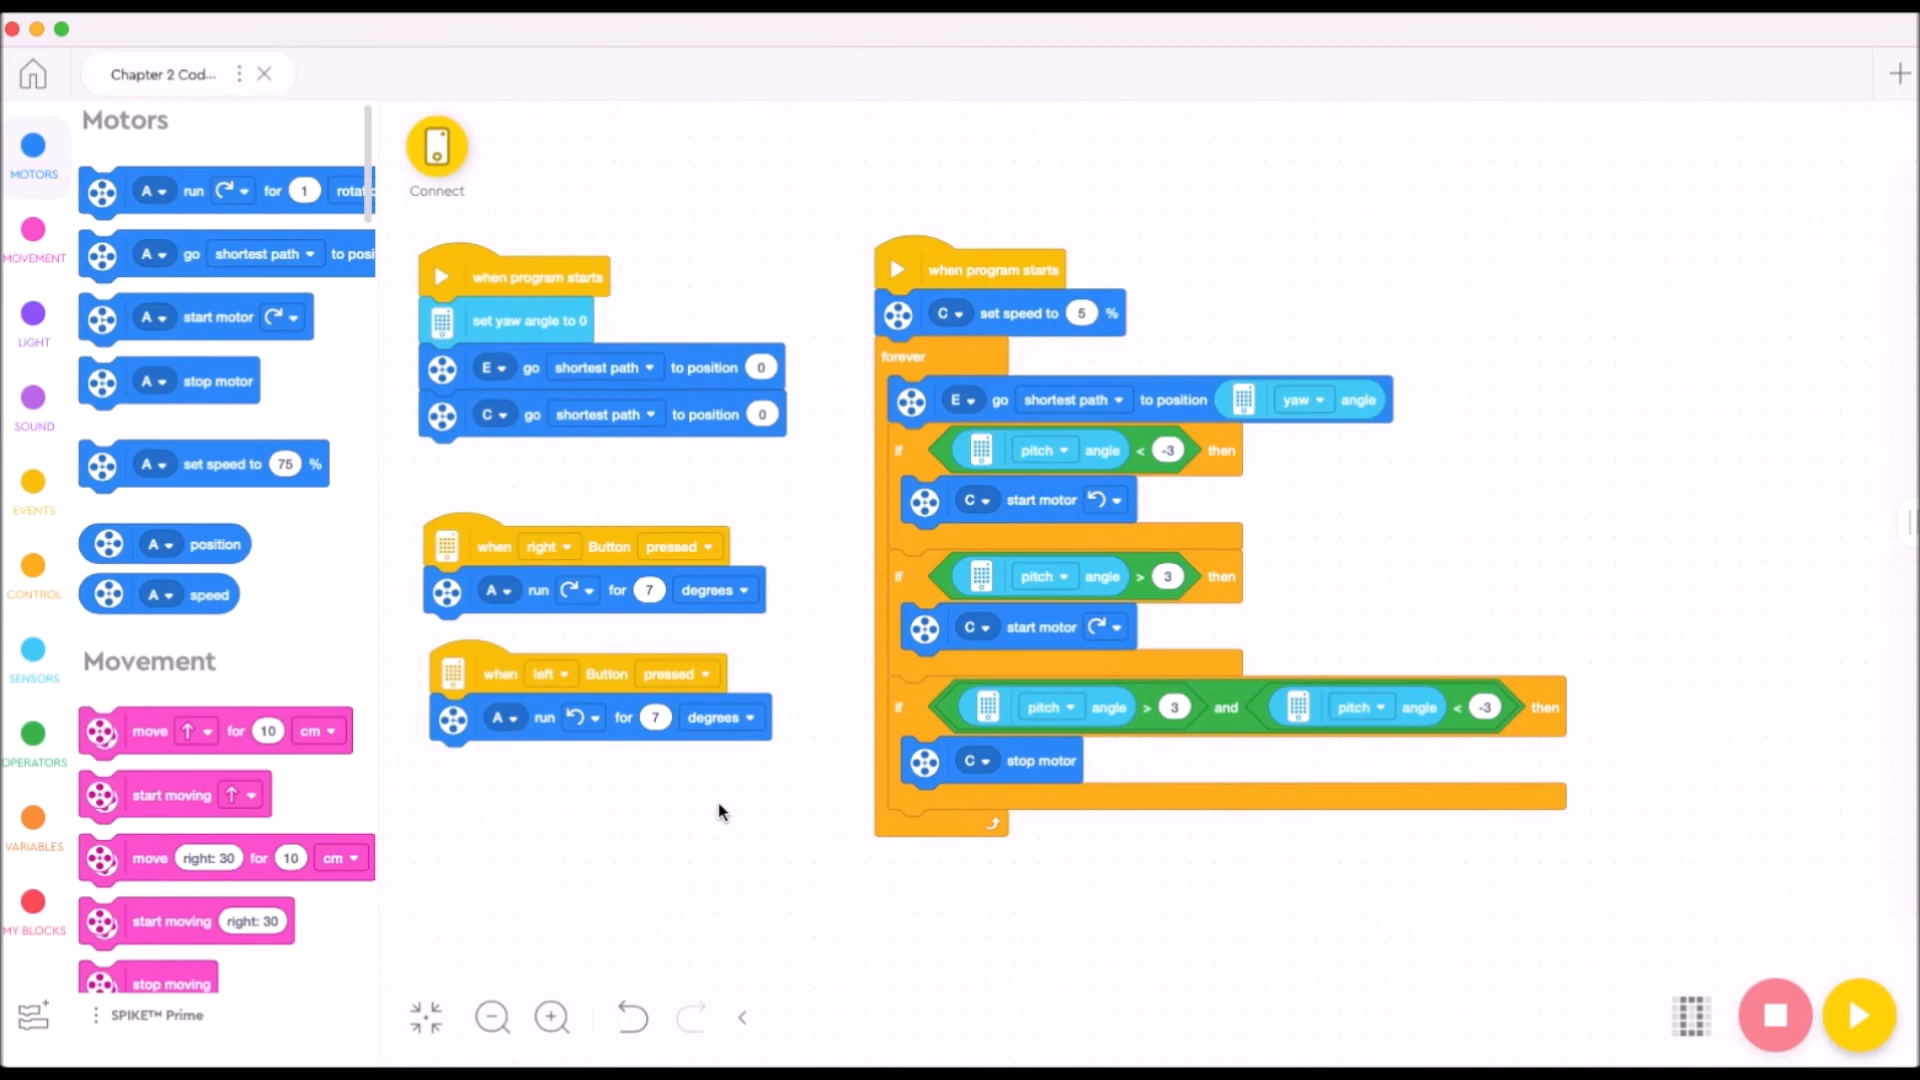 Chapter 2 Cod...
Motors
MOTORS
MOVEMENT
LIGHT
SOUND
EVENTS
CONTROL
SENSORS
OPERATORS
VARIABLES
MY BLOCKS
A run for 1 rotat
A go shortest path to posi
A start motor
A stop motor
A set speed to 75 %
A position
A speed
Movement
move for 10 cm
start moving
move right: 30 for 10 cm
start moving right: 30
stop moving
SPIKE™ Prime
Connect
when program starts
set yaw angle to 0
E go shortest path to position 0
C go shortest path to position 0
when right Button pressed
A run for 7 degrees
when left Button pressed
A run for 7 degrees
when program starts
C set speed to 5 %
forever
E go shortest path to position yaw angle
if pitch angle < -3 then
C start motor
if pitch angle > 3 then
C start motor
if pitch angle > 3 and pitch angle < -3 then
C stop motor